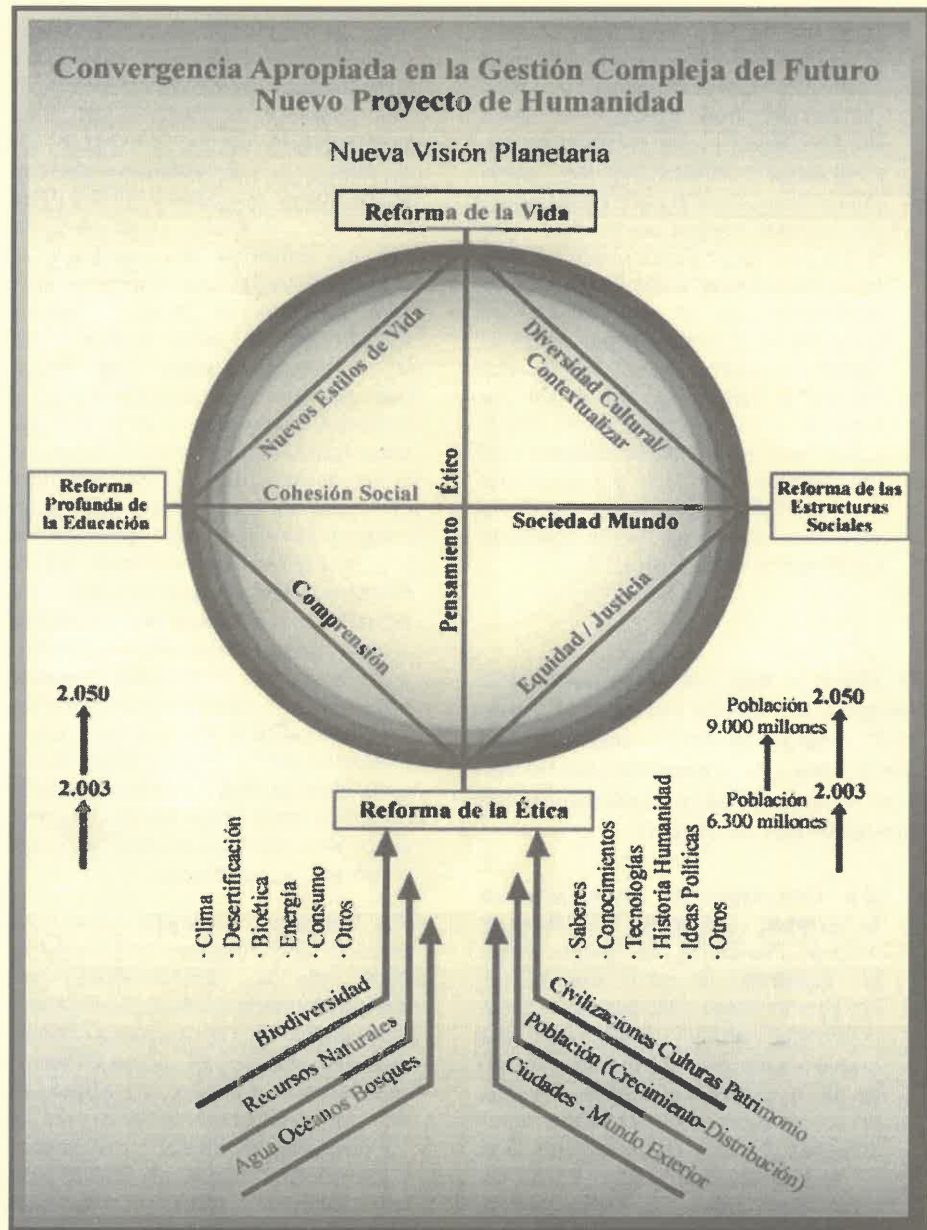 Convergencia Apropiada en la Gestión Compleja del Futuro
Nuevo Proyecto de Humanidad
Nueva Visión Planetaria
Reforma de la Vida
Nuevos Estilos de Vida
Diversidad Cultural/
Contextualizar
Reforma
Profunda de
la Educación
Cohesión Social
Pensamiento Ético
Sociedad Mundo
Reforma de las
Estructuras
Sociales
Comprensión
Equidad / Justicia
2.050
2.003
Población 2.050
9.000 millones
Población 2.003
6.300 millones
Reforma de la Ética
· Clima
· Desertificación
· Bioética
· Energía
· Consumo
· Otros
· Saberes
· Conocimientos
· Tecnologías
· Historia Humanidad
· Ideas Políticas
· Otros
Biodiversidad
Recursos Naturales
Agua Océanos Bosques
Civilizaciones Culturas Patrimonio
Población (Crecimiento-Distribución)
Ciudades - Mundo Exterior